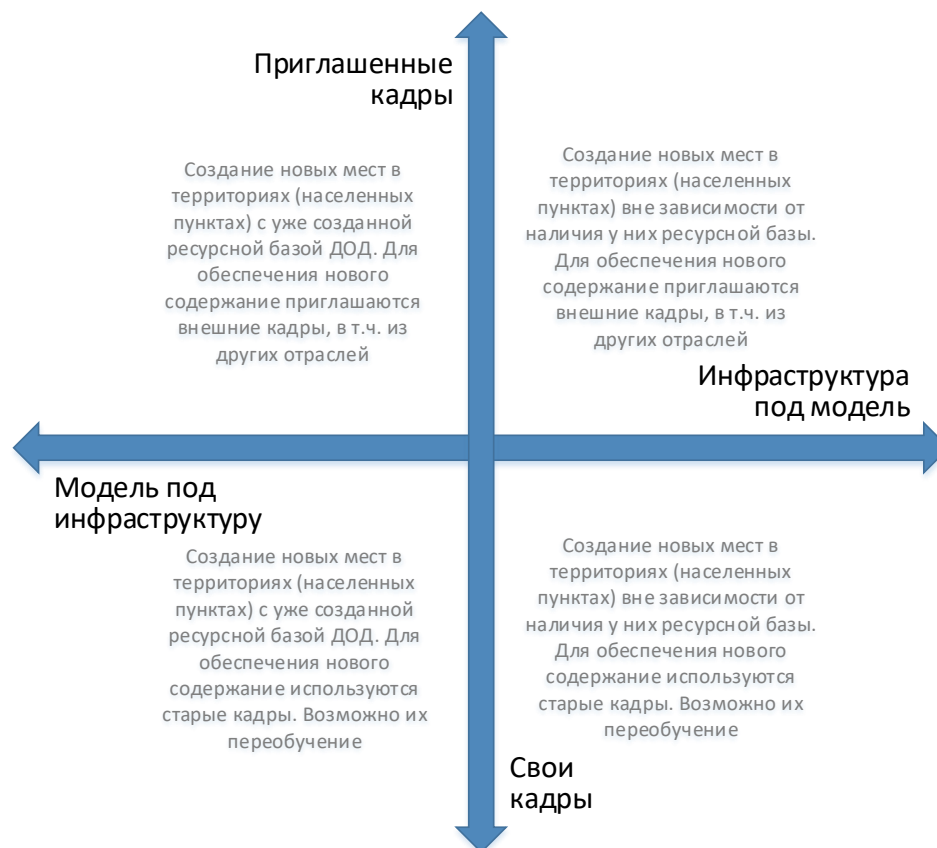 Приглашенные
кадры
Создание новых мест в
территориях (населенных
пунктах) с уже созданной
ресурсной базой ДОД. Для
обеспечения нового
содержание приглашаются
внешние кадры, в т.ч. из
других отраслей
Создание новых мест в
территориях (населенных
пунктах) вне зависимости от
наличия у них ресурсной базы.
Для обеспечения нового
содержание приглашаются
внешние кадры, в т.ч. из
других отраслей
Инфраструктура
под модель
Модель под
инфраструктуру
Создание новых мест в
территориях (населенных
пунктах) с уже созданной
ресурсной базой ДОД. Для
обеспечения нового
содержание используются
старые кадры. Возможно их
переобучение
Создание новых мест в
территориях (населенных
пунктах) вне зависимости от
наличия у них ресурсной базы.
Для обеспечения нового
содержание используются
старые кадры. Возможно их
переобучение
Свои
кадры